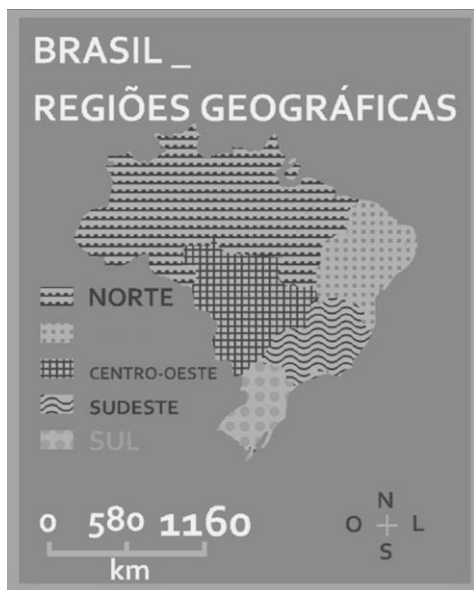 BRASIL _
REGIÕES GEOGRÁFICAS
NORTE
CENTRO-OESTE
SUDESTE
SUL
0 580 1160
km
N
O L
S